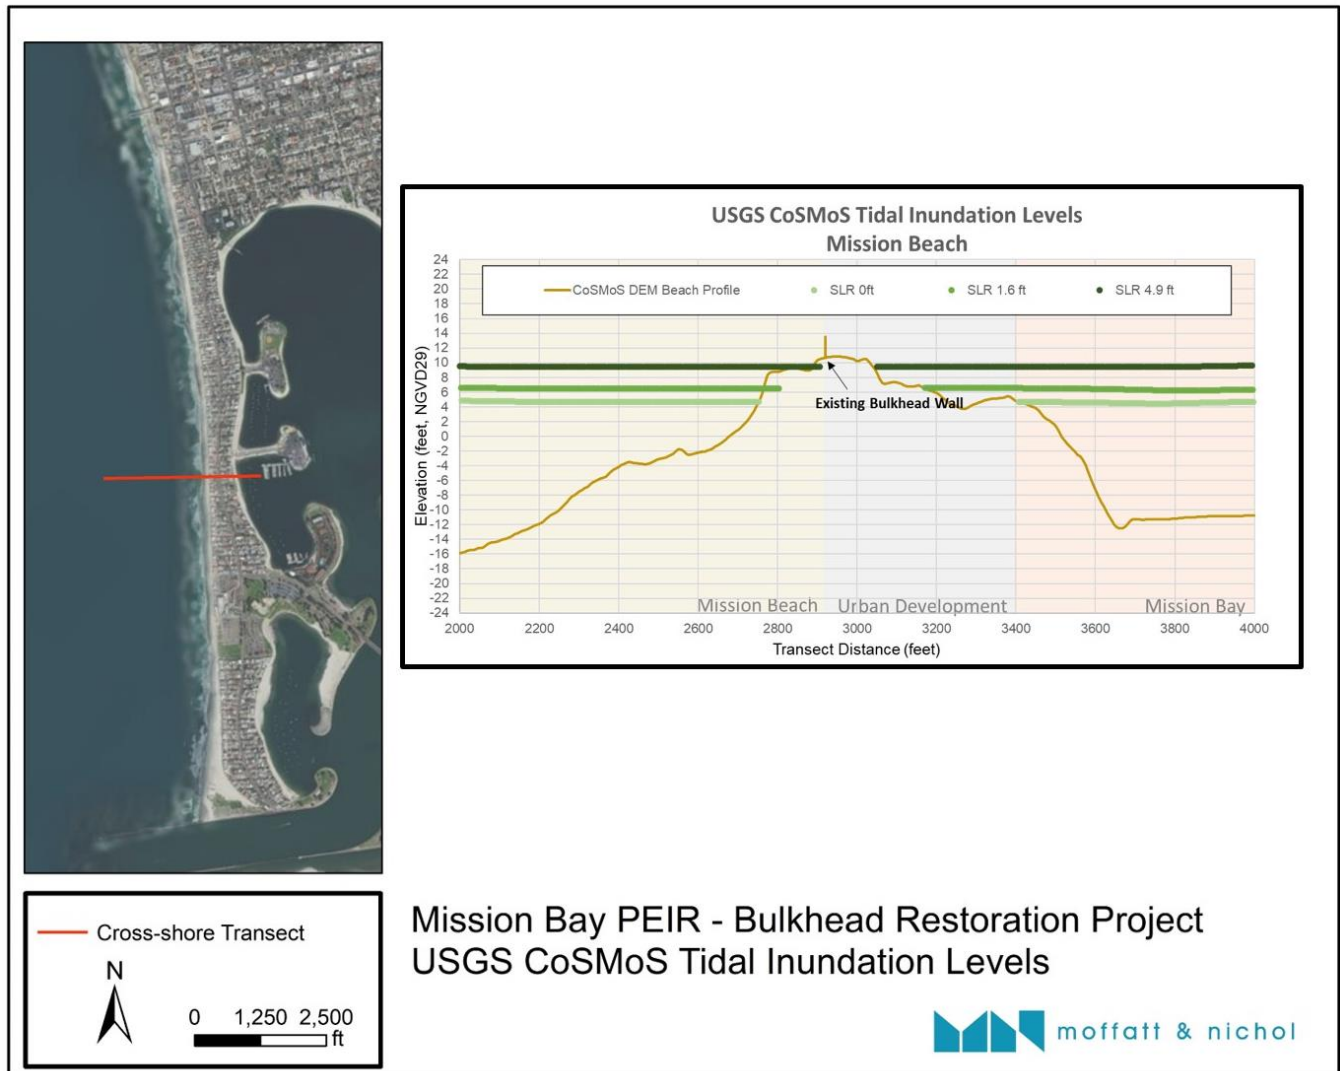 USGS CoSMoS Tidal Inundation Levels
Mission Beach
CoSMoS DEM Beach Profile
SLR 0ft
SLR 1.6 ft
SLR 4.9 ft
Elevation (feet, NGVD29)
24
22
20
18
16
14
12
10
8
6
4
2
0
-2
-4
-6
-8
-10
-12
-14
-16
-18
-20
-22
-24
Existing Bulkhead Wall
Mission Beach
Urban Development
Mission Bay
2000 2200 2400 2600 2800 3000 3200 3400 3600 3800 4000
Transect Distance (feet)
Cross-shore Transect
N
0 1,250 2,500
ft
Mission Bay PEIR - Bulkhead Restoration Project
USGS CoSMoS Tidal Inundation Levels
moffatt & nichol